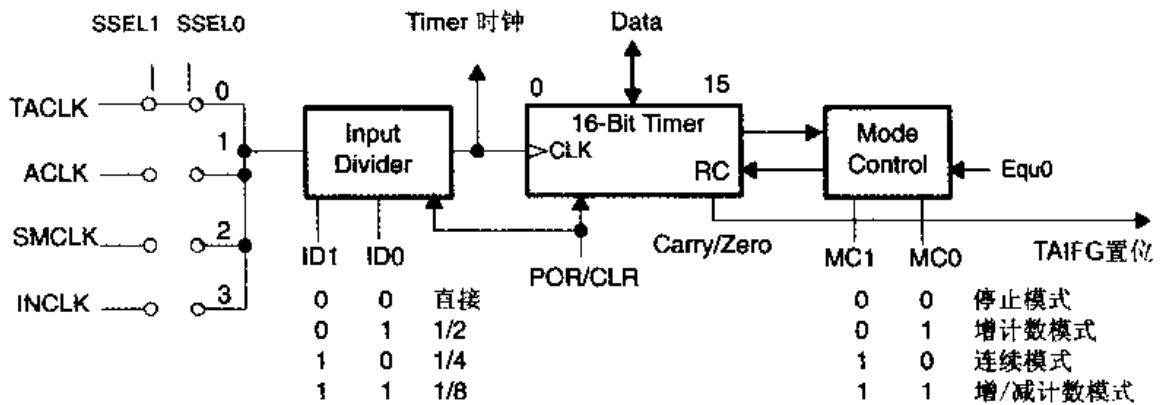 SSEL1 SSEL0
Timer 时钟
Data
0
15
TACLK
0
16-Bit Timer
Input
Divider
Mode
Control
1
CLK
ACLK
RC
Equ0
SMCLK
2
ID1 ID0
POR/CLR
Carry/Zero
MC1 MC0
TAIFG置位
INCLK
3
0 0 直接
0 1 1/2
1 0 1/4
1 1 1/8
0 0 停止模式
0 1 增计数模式
1 0 连续模式
1 1 增/减计数模式